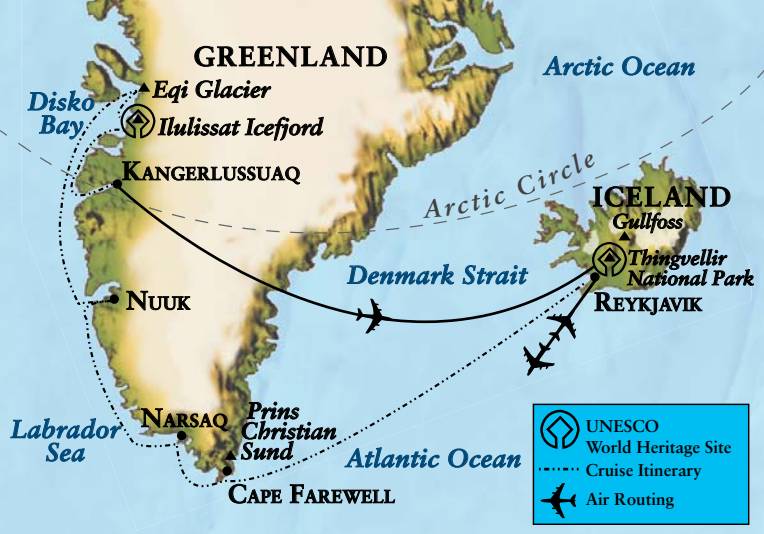 GREENLAND
Arctic Ocean
Eqi Glacier
Disko
Bay
Ilulissat Icefjord
KANGERLUSSUAQ
Arctic Circle
ICELAND
Gullfoss
Thingvellir
National Park
Denmark Strait
REYKJAVIK
NUUK
NARSAQ
Prins
Christian
Sund
Labrador
Sea
Atlantic Ocean
CAPE FAREWELL
UNESCO
World Heritage Site
Cruise Itinerary
Air Routing